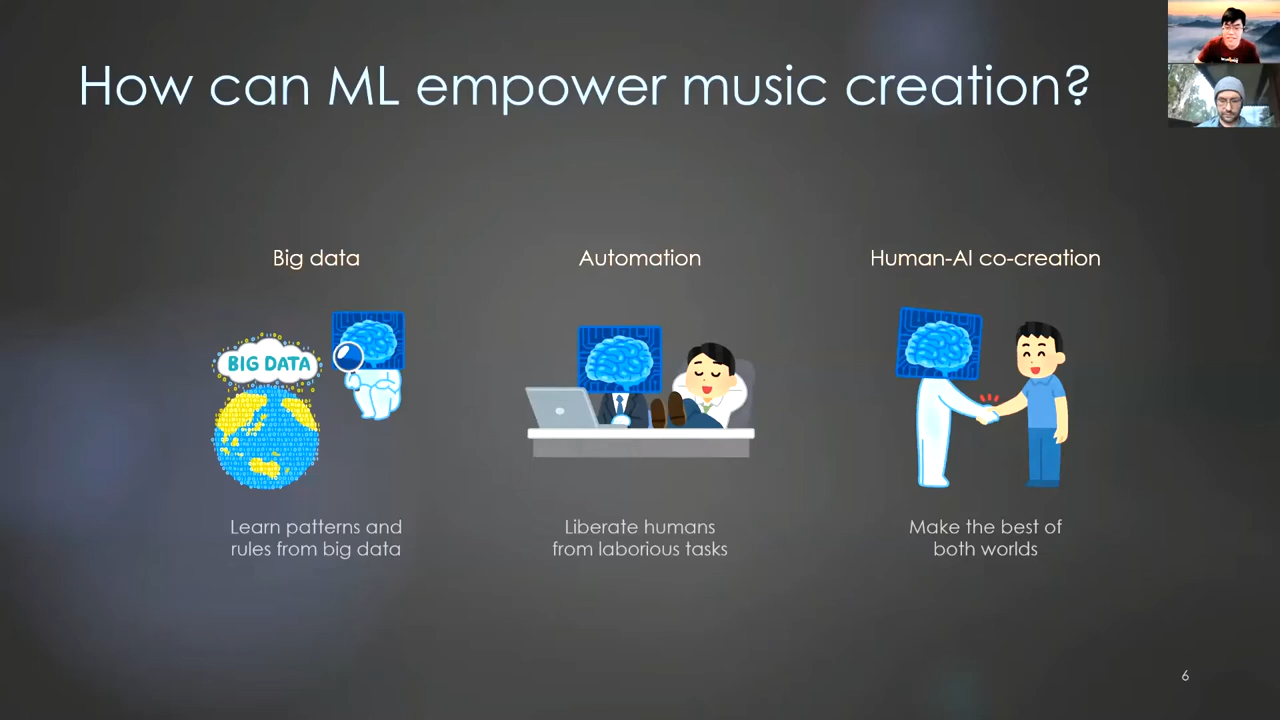 How can ML empower music creation?
Big data
Automation
Human-AI co-creation
BIG DATA
Learn patterns and
rules from big data
Liberate humans
from laborious tasks
Make the best of
both worlds
6